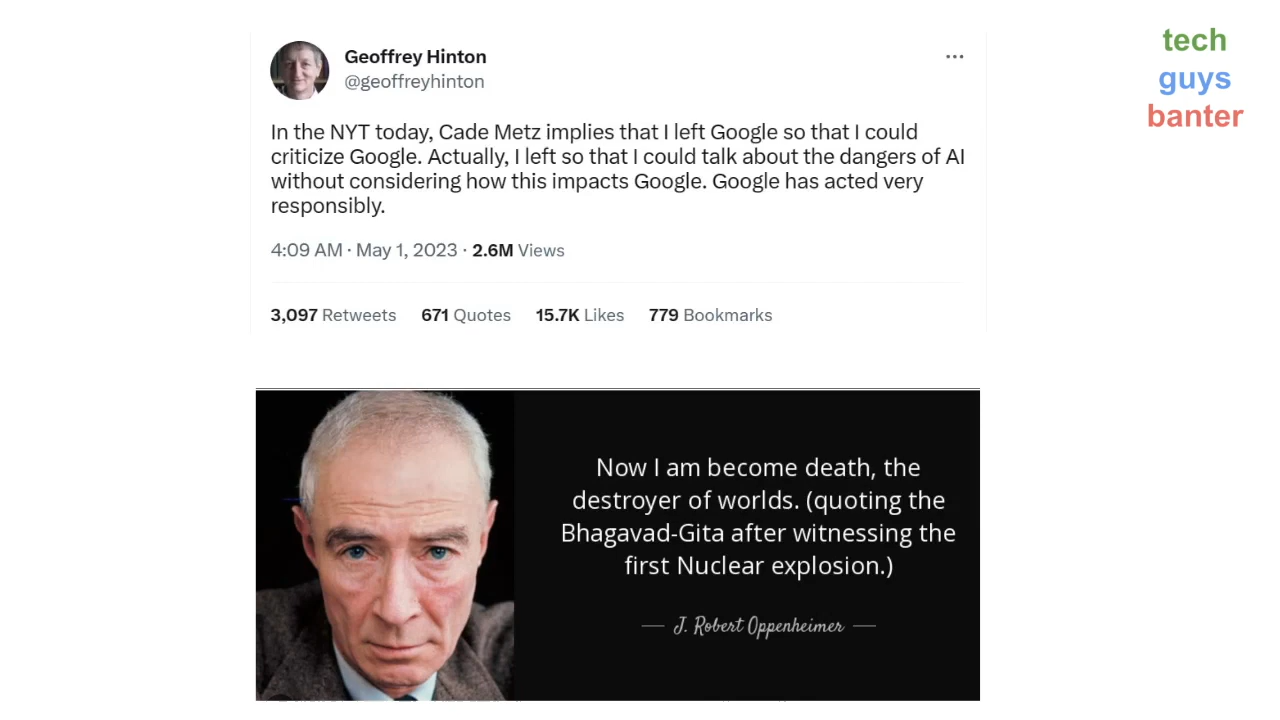 Geoffrey Hinton
@geoffreyhinton
In the NYT today, Cade Metz implies that I left Google so that I could
criticize Google. Actually, I left so that I could talk about the dangers of AI
without considering how this impacts Google. Google has acted very
responsibly.
4:09 AM · May 1, 2023 · 2.6M Views
3,097 Retweets 671 Quotes 15.7K Likes 779 Bookmarks
tech
guys
banter
Now I am become death, the
destroyer of worlds. (quoting the
Bhagavad-Gita after witnessing the
first Nuclear explosion.)
— J. Robert Oppenheimer —